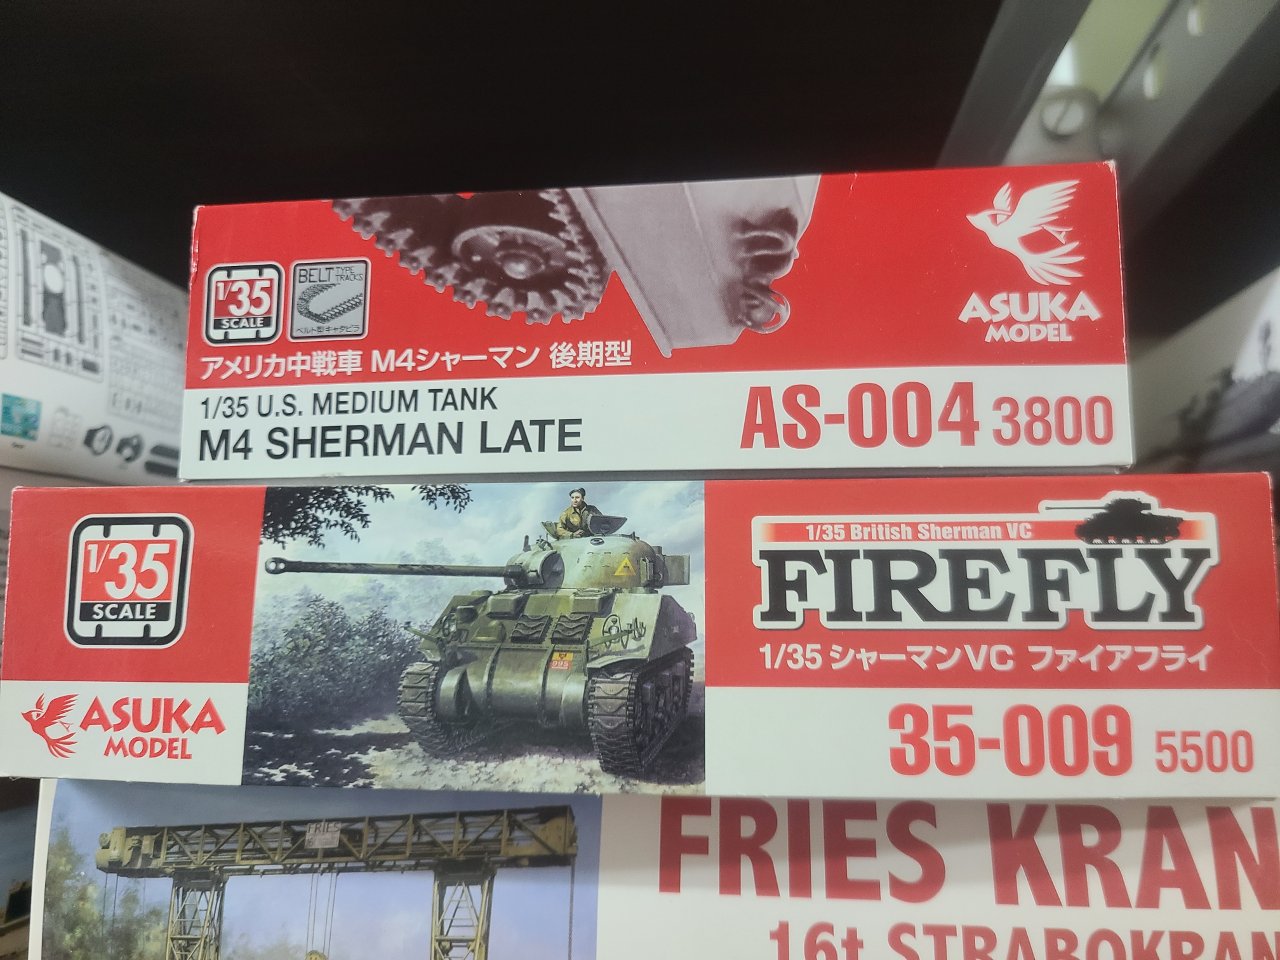 1/35
SCALE
BELT TYPE TRACKS
ベルト型キャタピラ
ASUKA
MODEL
アメリカ中戦車 M4シャーマン 後期型
1/35 U.S. MEDIUM TANK
M4 SHERMAN LATE
AS-004 3800
1/35
SCALE
ASUKA
MODEL
995
1/35 British Sherman VC
FIREFLY
1/35 シャーマンVC ファイアフライ
35-009 5500
FRIES
FRIES KRAN
16t STRABOKRAN